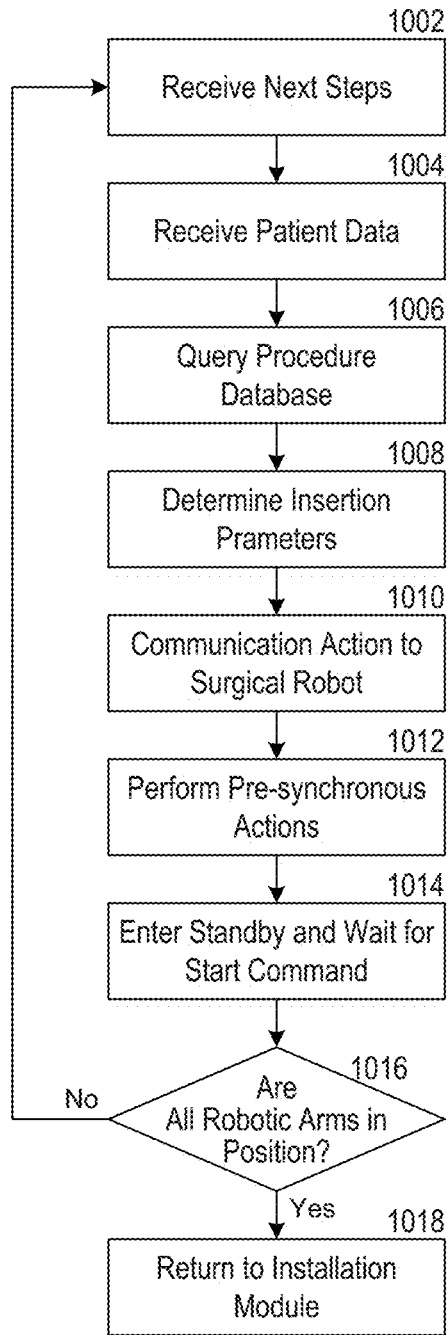 1002
Receive Next Steps
1004
Receive Patient Data
1006
Query Procedure
Database
1008
Determine Insertion
Prameters
1010
Communication Action to
Surgical Robot
1012
Perform Pre-synchronous
Actions
1014
Enter Standby and Wait for
Start Command
1016
Are
All Robotic Arms in
Position?
No
Yes
1018
Return to Installation
Module